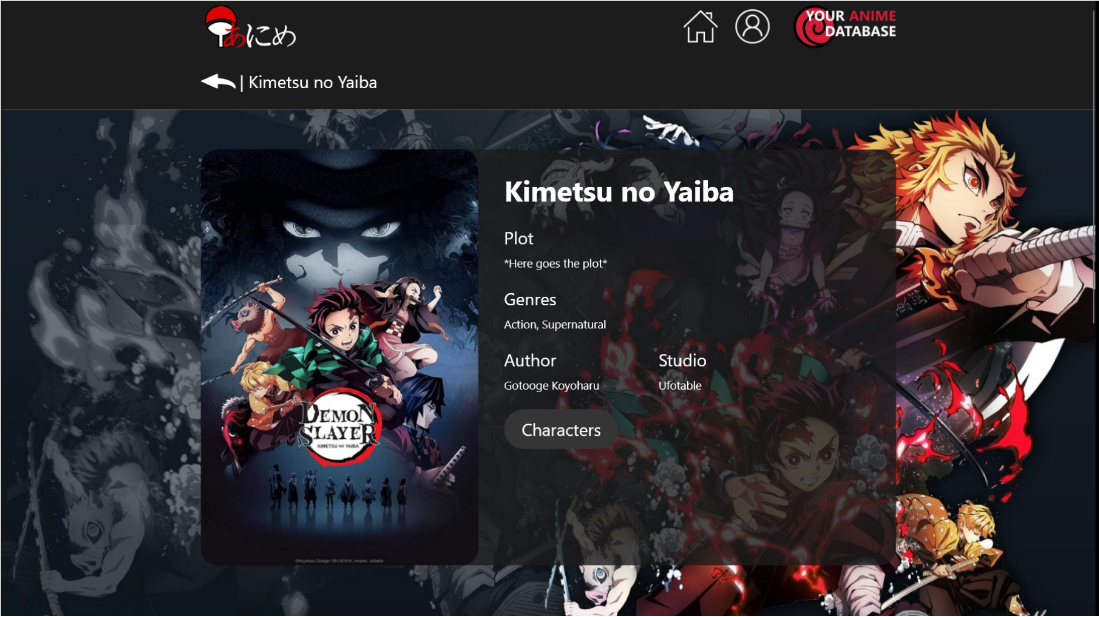 あにめ
YOUR ANIME
DATABASE
| Kimetsu no Yaiba
Kimetsu no Yaiba
Plot
*Here goes the plot*
Genres
Action, Supernatural
Author
Studio
Gotooge Koyoharu
Ufotable
Characters
DEMON
SLAYER
KIMETSU NO YAIBA